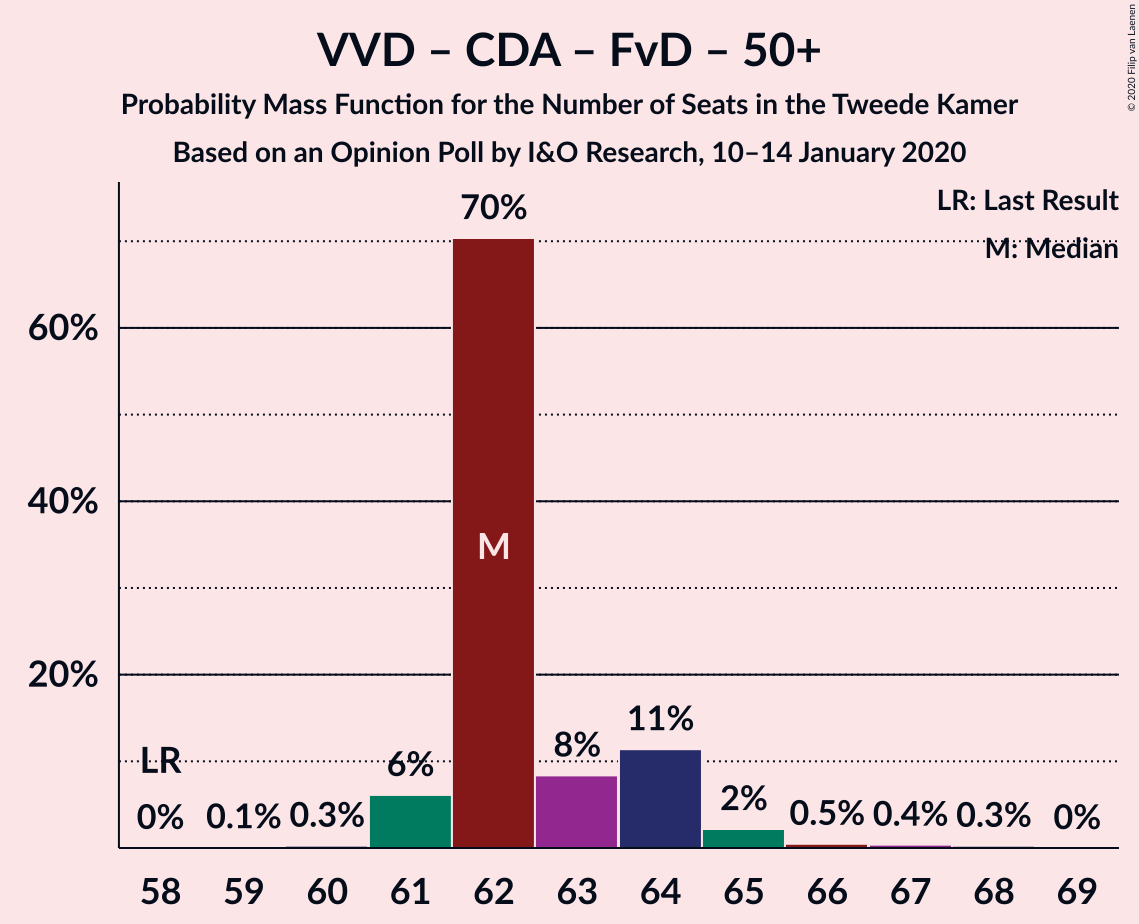 VVD – CDA – FvD – 50+
Probability Mass Function for the Number of Seats in the Tweede Kamer
Based on an Opinion Poll by I&O Research, 10–14 January 2020
© 2020 Filip van Laenen
LR: Last Result
M: Median
60%
40%
20%
LR
M
0% 0.1% 0.3% 6% 70% 8% 11% 2% 0.5% 0.4% 0.3% 0%
58 59 60 61 62 63 64 65 66 67 68 69